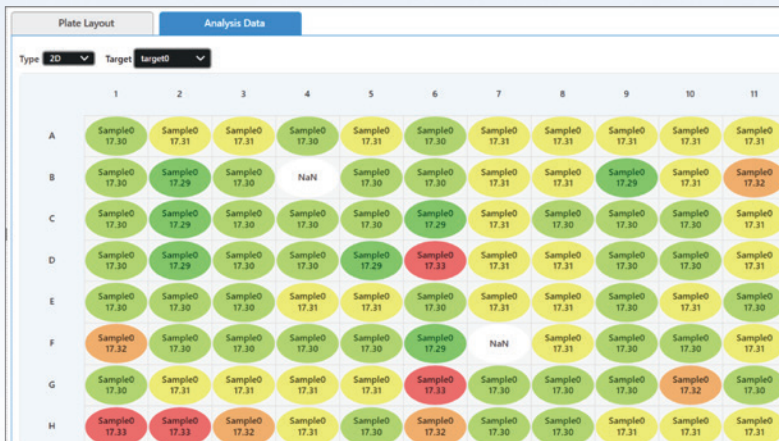 Plate Layout Analysis Data
Type 2D Target target0
1 2 3 4 5 6 7 8 9 10 11
Sample0 Sample0 Sample0 Sample0 Sample0 Sample0 Sample0 Sample0 Sample0 Sample0 Sample0
A
17.30 17.31 17.31 17.30 17.31 17.30 17.31 17.31 17.31 17.31 17.31
Sample0 Sample0 Sample0 Sample0 Sample0 Sample0 Sample0 Sample0 Sample0 Sample0
B NaN
17.30 17.29 17.30 17.30 17.30 17.31 17.31 17.29 17.31 17.32
Sample0 Sample0 Sample0 Sample0 Sample0 Sample0 Sample0 Sample0 Sample0 Sample0 Sample0
C
17.30 17.29 17.30 17.30 17.30 17.29 17.31 17.30 17.30 17.30 17.31
Sample0 Sample0 Sample0 Sample0 Sample0 Sample0 Sample0 Sample0 Sample0 Sample0 Sample0
D
17.30 17.29 17.30 17.30 17.29 17.33 17.31 17.31 17.30 17.30 17.31
Sample0 Sample0 Sample0 Sample0 Sample0 Sample0 Sample0 Sample0 Sample0 Sample0 Sample0
E
17.30 17.30 17.30 17.31 17.31 17.30 17.31 17.31 17.30 17.31 17.30
Sample0 Sample0 Sample0 Sample0 Sample0 Sample0 Sample0 Sample0 Sample0 Sample0
F NaN
17.32 17.30 17.30 17.30 17.30 17.29 17.31 17.30 17.30 17.31
Sample0 Sample0 Sample0 Sample0 Sample0 Sample0 Sample0 Sample0 Sample0 Sample0 Sample0
G
17.30 17.31 17.31 17.31 17.31 17.33 17.30 17.30 17.30 17.32 17.30
Sample0 Sample0 Sample0 Sample0 Sample0 Sample0 Sample0 Sample0 Sample0 Sample0 Sample0
H
17.33 17.33 17.32 17.31 17.30 17.32 17.30 17.30 17.31 17.31 17.31